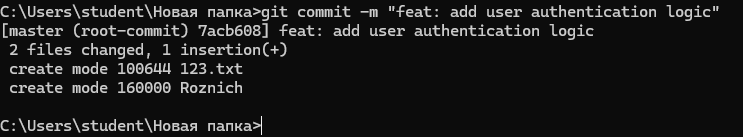 C:\Users\student\Новая папка>git commit -m "feat: add user authentication logic"
[master (root-commit) 7acb608] feat: add user authentication logic
 2 files changed, 1 insertion(+)
 create mode 100644 123.txt
 create mode 160000 Roznich
C:\Users\student\Новая папка>